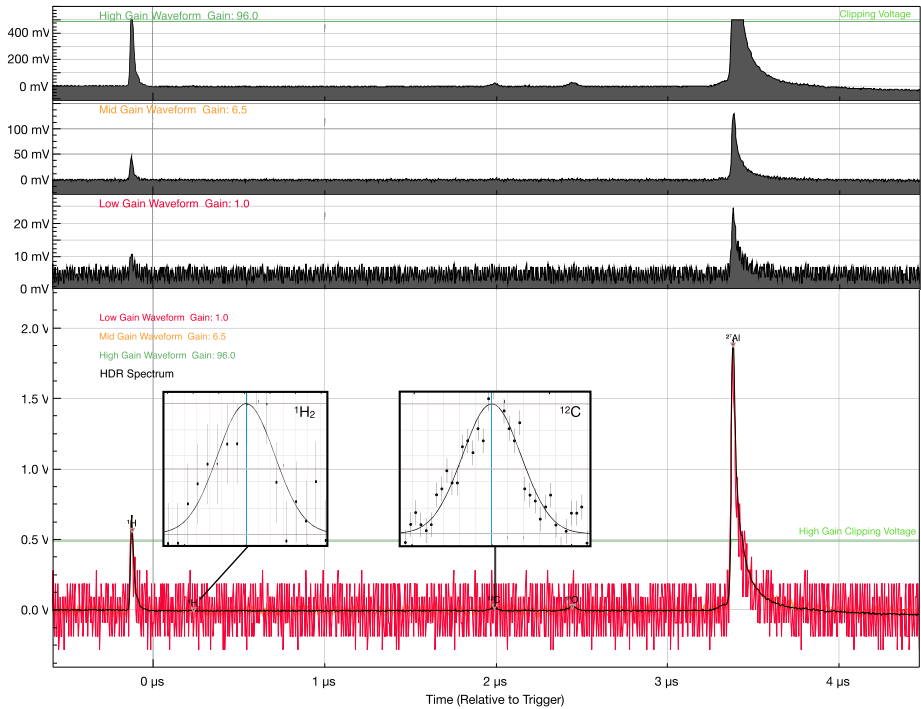 High Gain Waveform Gain: 96.0
Clipping Voltage
400 mV
200 mV
0 mV
Mid Gain Waveform Gain: 6.5
100 mV
50 mV
0 mV
Low Gain Waveform Gain: 1.0
20 mV
10 mV
0 mV
2.0 V
Low Gain Waveform Gain: 1.0
Mid Gain Waveform Gain: 6.5
High Gain Waveform Gain: 96.0
HDR Spectrum
²⁷Al
1.5 V
¹H₂
¹²C
1.0 V
¹H
0.5 V
High Gain Clipping Voltage
0.0 V
0 µs
1 µs
2 µs
3 µs
4 µs
Time (Relative to Trigger)